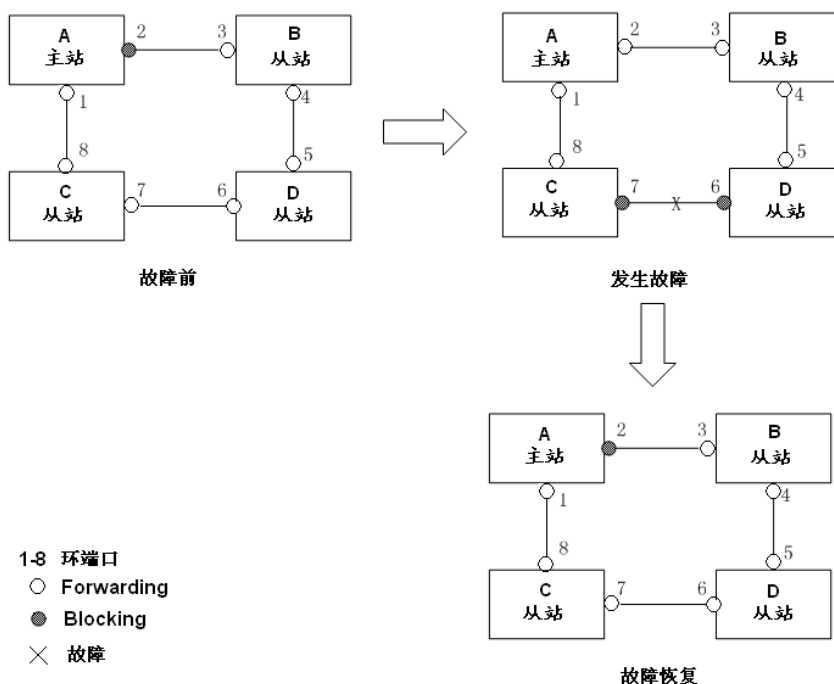 A
主站
2
3
B
从站
1
4
8
5
C
从站
7
6
D
从站
故障前
A
主站
2
3
B
从站
1
4
8
5
C
从站
7
6
D
从站
X
发生故障
A
主站
2
3
B
从站
1
4
8
5
C
从站
7
6
D
从站
故障恢复
1-8 环端口
Forwarding
Blocking
故障